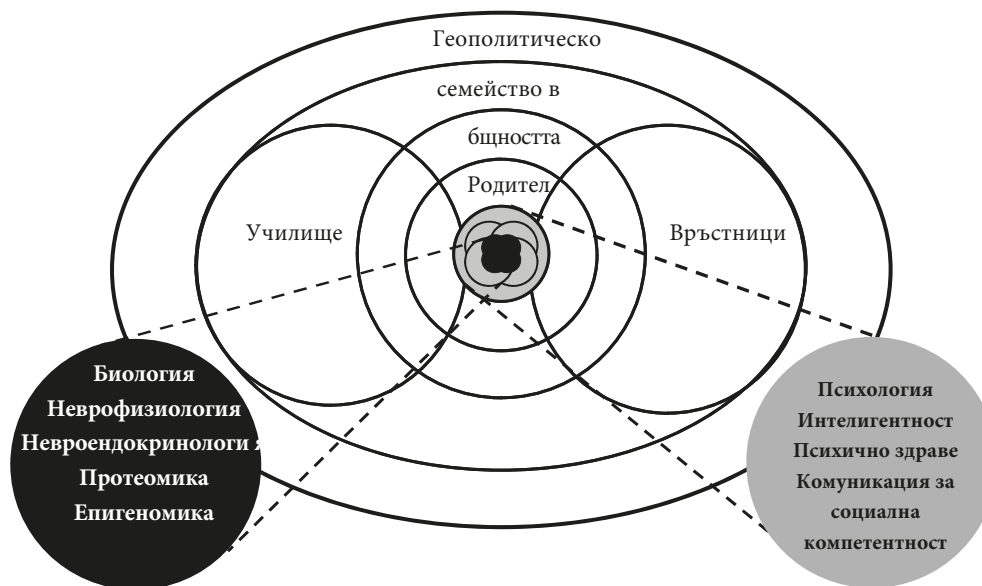 Геополитическо
семейство в
бщността
Родител
Училище
Връстници
Биология
Неврофизиология
Невроендокринологи я
Протеомика
Епигеномика
Психология
Интелигентност
Психично здраве
Комуникация за
социална
компетентност